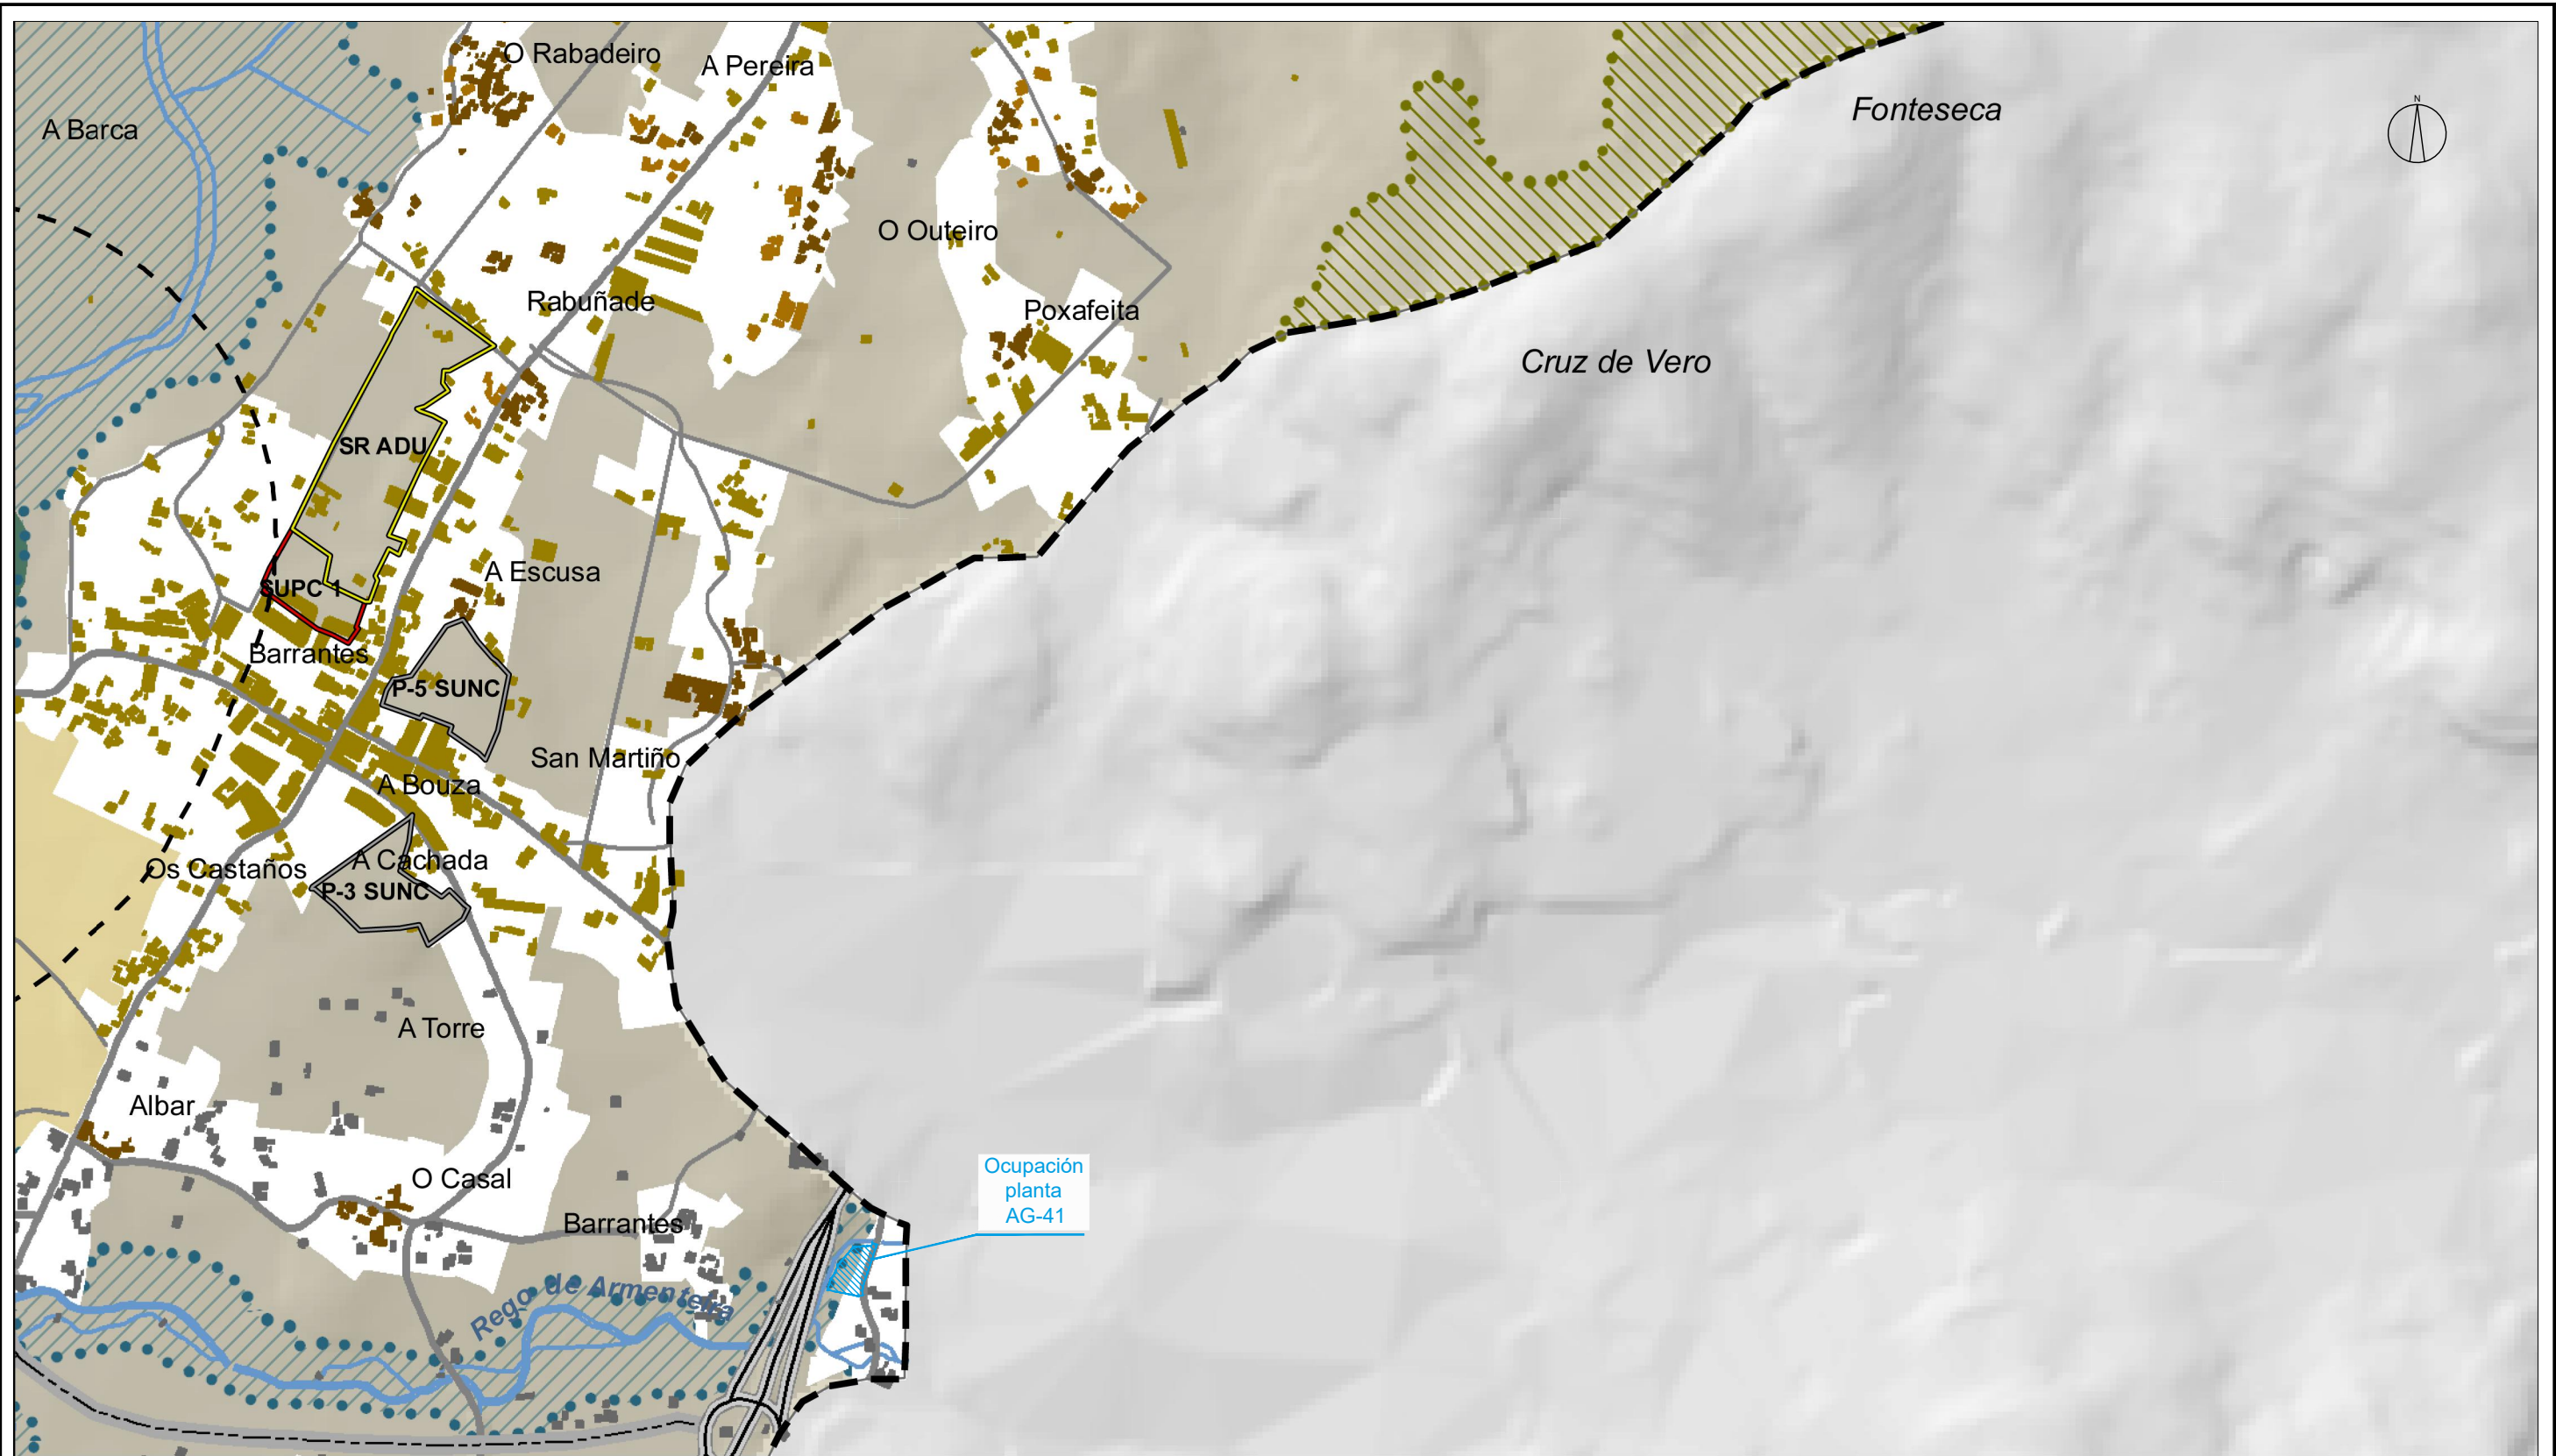 O Rabadeiro
A Pereira
N
Fonteseca
A Barca
O Outeiro
Rabuñade
Poxafeita
Cruz de Vero
SR ADU
A Escusa
SUPC 1
Barrantes
P-5 SUNC
San Martiño
A Bouza
A Cachada
Os Castaños
P-3 SUNC
A Torre
Albar
O Casal
Barrantes
Ocupación
planta
AG-41
Rego de Armenteira